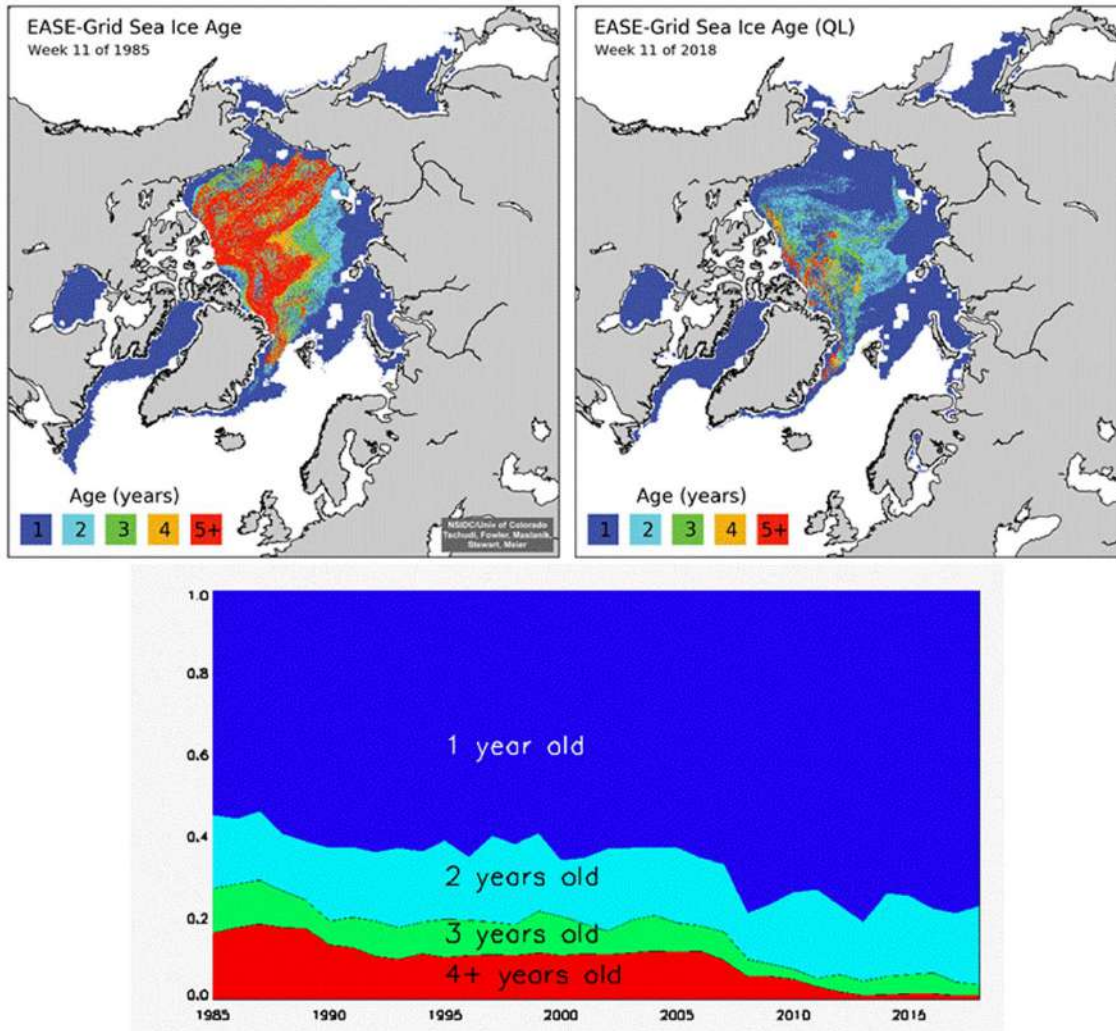 EASE-Grid Sea Ice Age
Week 11 of 1985
Age (years)
1 2 3 4 5+
NSIDC/Univ of Colorado
Tschudi, Fowler, Maslanik,
Stewart, Meier
EASE-Grid Sea Ice Age (QL)
Week 11 of 2018
Age (years)
1 2 3 4 5+
1.0
0.8
0.6
0.4
0.2
0.0
1 year old
2 years old
3 years old
4+ years old
1985 1990 1995 2000 2005 2010 2015